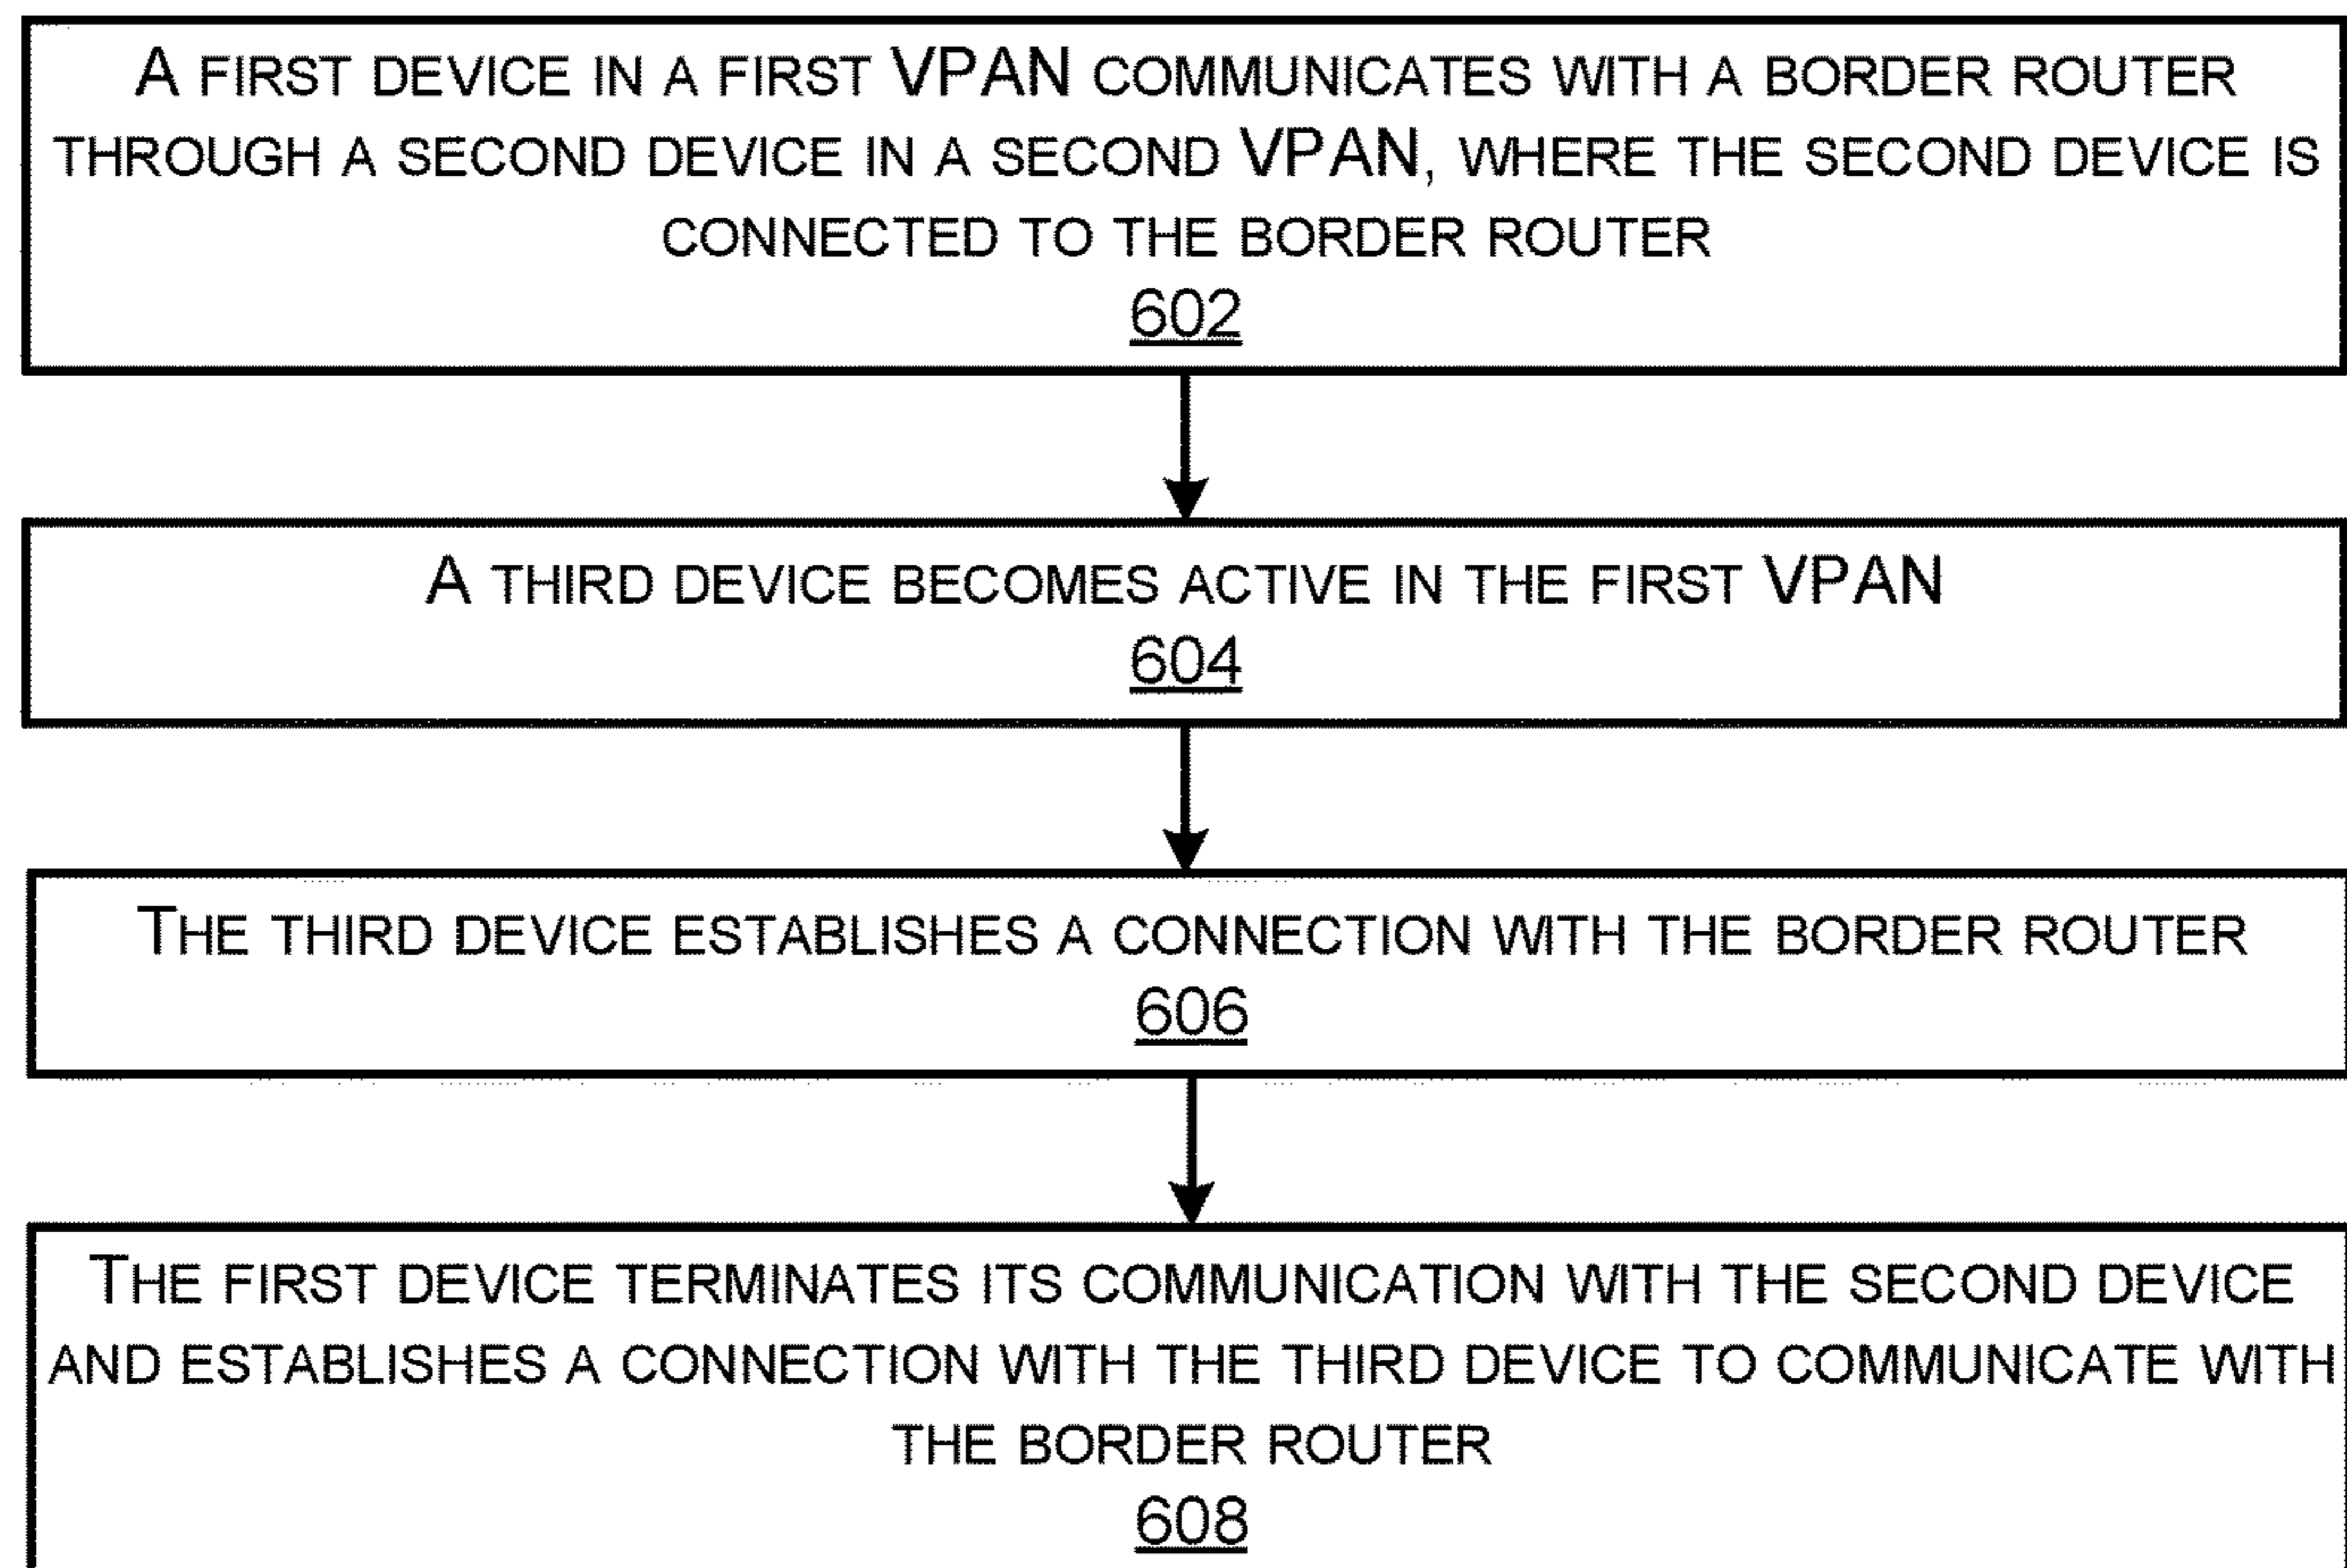 A FIRST DEVICE IN A FIRST VPAN COMMUNICATES WITH A BORDER ROUTER
THROUGH A SECOND DEVICE IN A SECOND VPAN, WHERE THE SECOND DEVICE IS
CONNECTED TO THE BORDER ROUTER
602
A THIRD DEVICE BECOMES ACTIVE IN THE FIRST VPAN
604
THE THIRD DEVICE ESTABLISHES A CONNECTION WITH THE BORDER ROUTER
606
THE FIRST DEVICE TERMINATES ITS COMMUNICATION WITH THE SECOND DEVICE
AND ESTABLISHES A CONNECTION WITH THE THIRD DEVICE TO COMMUNICATE WITH
THE BORDER ROUTER
608